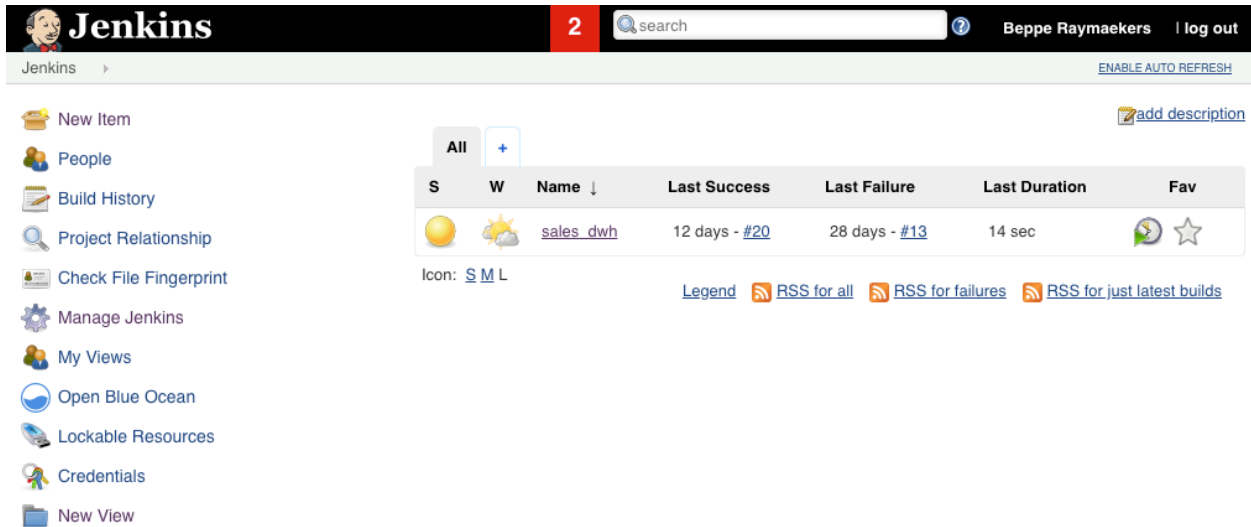 Jenkins 2 search Beppe Raymaekers | log out
Jenkins ENABLE AUTO REFRESH
New Item
People
Build History
Project Relationship
Check File Fingerprint
Manage Jenkins
My Views
Open Blue Ocean
Lockable Resources
Credentials
New View
add description
All +
S W Name ↓ Last Success Last Failure Last Duration Fav
sales_dwh 12 days - #20 28 days - #13 14 sec
Icon: S M L
Legend RSS for all RSS for failures RSS for just latest builds